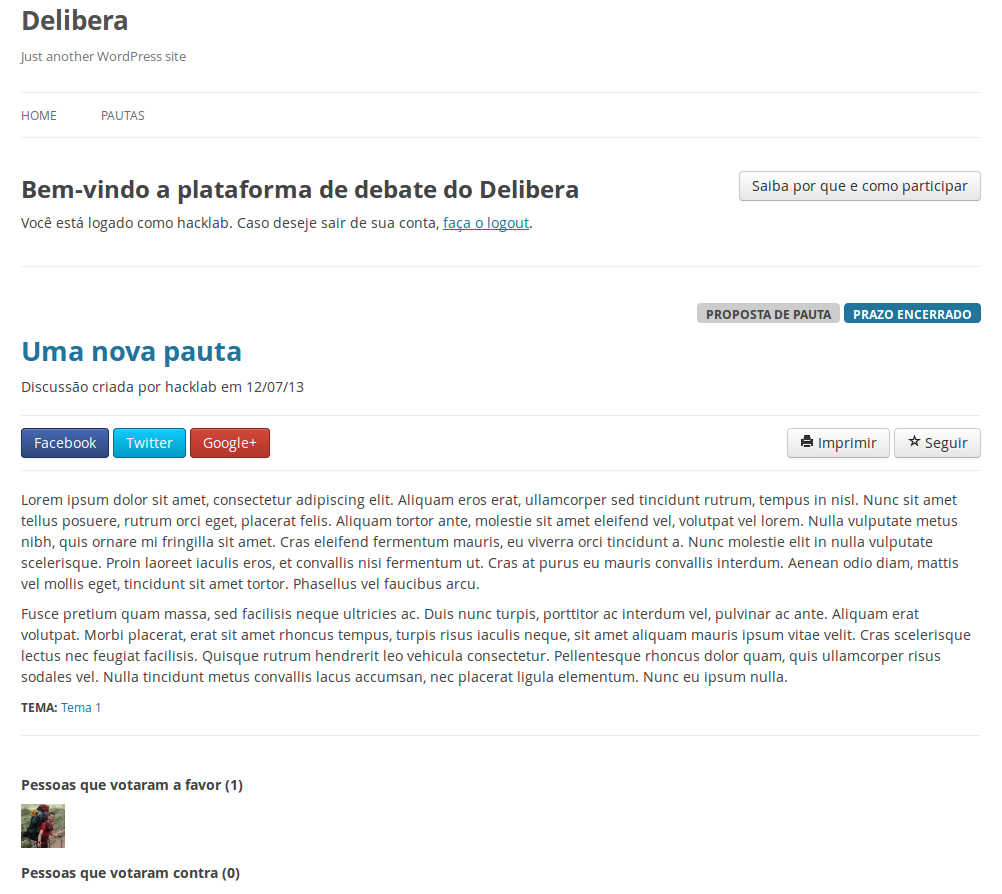 Delibera
Just another WordPress site
HOME PAUTAS
Bem-vindo a plataforma de debate do Delibera
Saiba por que e como participar
Você está logado como hacklab. Caso deseje sair de sua conta, faça o logout.
PROPOSTA DE PAUTA PRAZO ENCERRADO
Uma nova pauta
Discussão criada por hacklab em 12/07/13
Facebook Twitter Google+ Imprimir Seguir
Lorem ipsum dolor sit amet, consectetur adipiscing elit. Aliquam eros erat, ullamcorper sed tincidunt rutrum, tempus in nisl. Nunc sit amet
tellus posuere, rutrum orci eget, placerat felis. Aliquam tortor ante, molestie sit amet eleifend vel, volutpat vel lorem. Nulla vulputate metus
nibh, quis ornare mi fringilla sit amet. Cras eleifend fermentum mauris, eu viverra orci tincidunt a. Nunc molestie elit in nulla vulputate
scelerisque. Proin laoreet iaculis eros, et convallis nisi fermentum ut. Cras at purus eu mauris convallis interdum. Aenean odio diam, mattis
vel mollis eget, tincidunt sit amet tortor. Phasellus vel faucibus arcu.
Fusce pretium quam massa, sed facilisis neque ultricies ac. Duis nunc turpis, porttitor ac interdum vel, pulvinar ac ante. Aliquam erat
volutpat. Morbi placerat, erat sit amet rhoncus tempus, turpis risus iaculis neque, sit amet aliquam mauris ipsum vitae velit. Cras scelerisque
lectus nec feugiat facilisis. Quisque rutrum hendrerit leo vehicula consectetur. Pellentesque rhoncus dolor quam, quis ullamcorper risus
sodales vel. Nulla tincidunt metus convallis lacus accumsan, nec placerat ligula elementum. Nunc eu ipsum nulla.
TEMA: Tema 1
Pessoas que votaram a favor (1)
Pessoas que votaram contra (0)